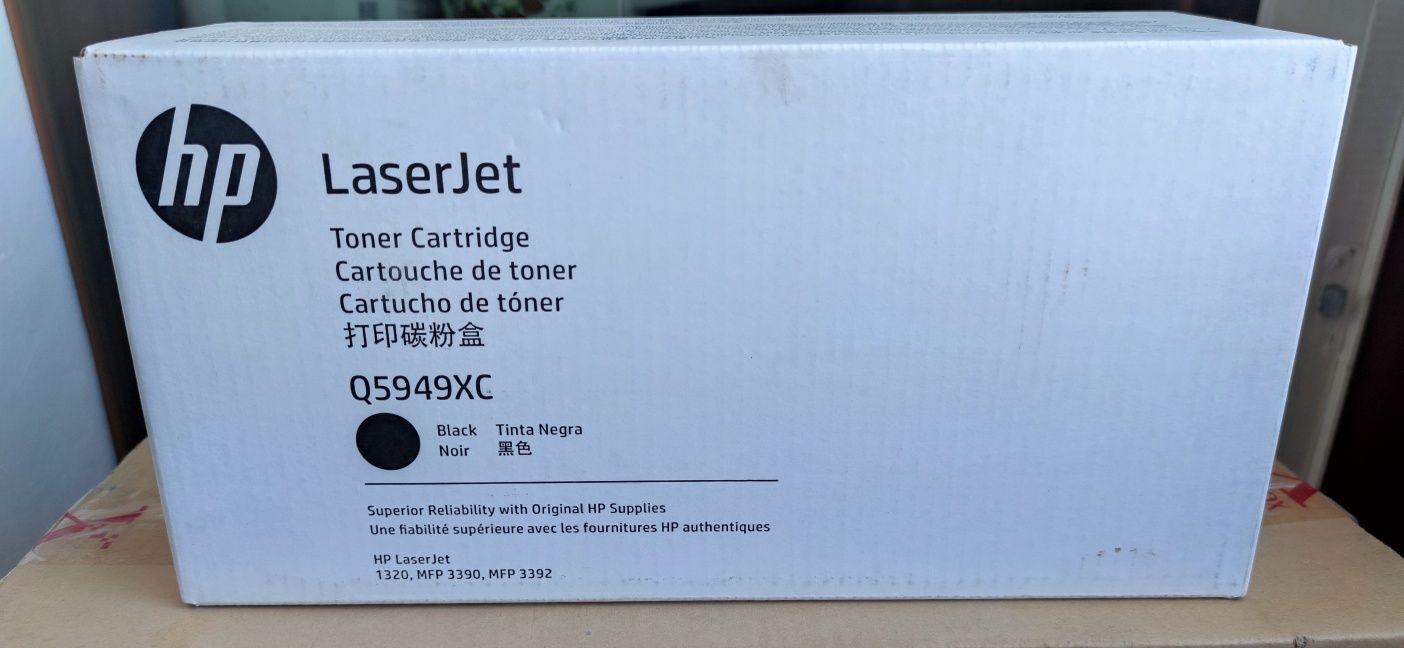 hp
LaserJet
Toner Cartridge
Cartouche de toner
Cartucho de tóner
打印碳粉盒
Q5949XC
Black Tinta Negra
Noir 黑色
Superior Reliability with Original HP Supplies
Une fiabilité supérieure avec les fournitures HP authentiques
HP LaserJet
1320, MFP 3390, MFP 3392